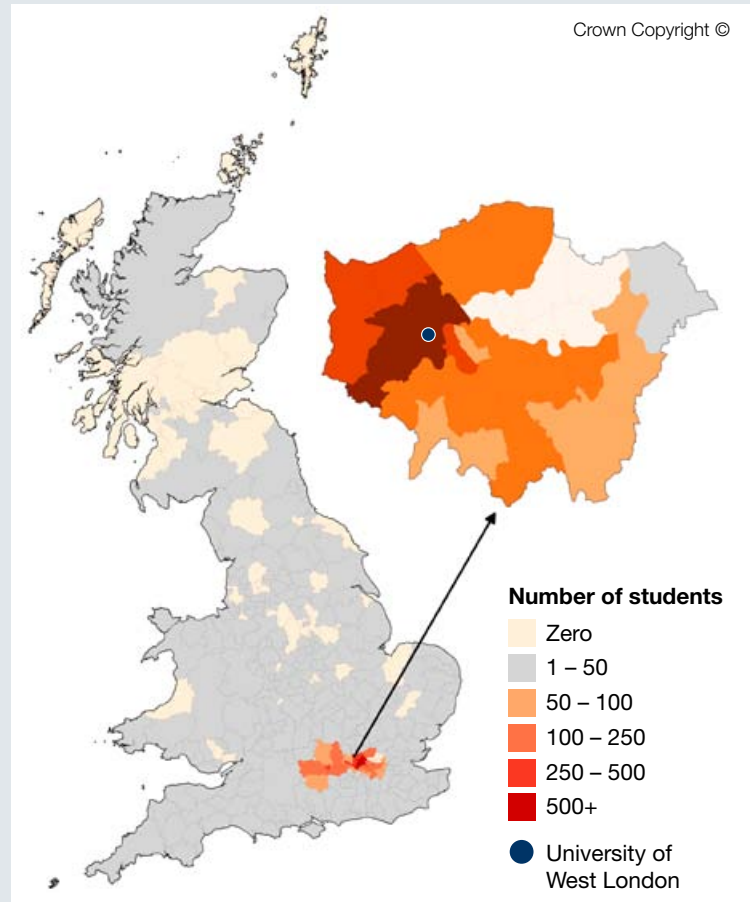 Crown Copyright ©
Number of students
Zero
1 – 50
50 – 100
100 – 250
250 – 500
500+
University of
West London